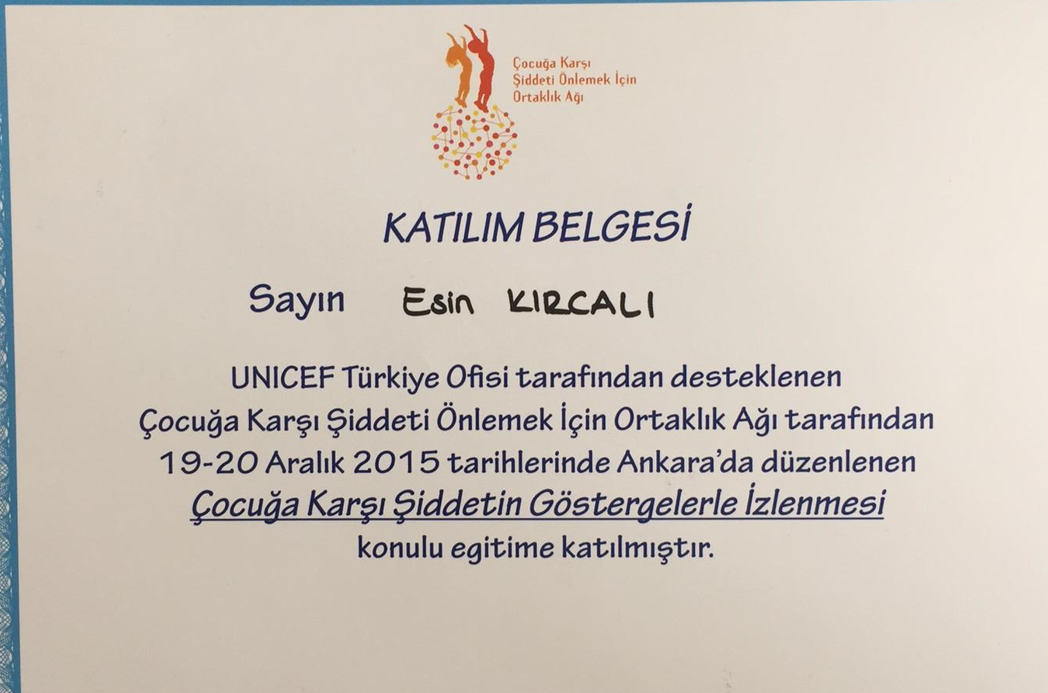 Çocuğa Karşı
Şiddeti Önlemek İçin
Ortaklık Ağı
KATILIM BELGESİ
Sayın Esin KIRCALI
UNICEF Türkiye Ofisi tarafından desteklenen
Çocuğa Karşı Şiddeti Önlemek İçin Ortaklık Ağı tarafından
19-20 Aralık 2015 tarihlerinde Ankara’da düzenlenen
Çocuğa Karşı Şiddetin Göstergelerle İzlenmesi
konulu egitime katılmıştır.